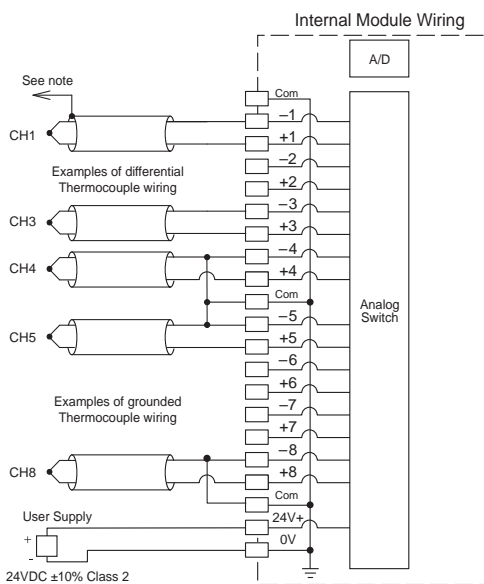 Internal Module Wiring
A/D
See note
Com
–1
CH1
+1
–2
Examples of differential
Thermocouple wiring
+2
–3
CH3
+3
–4
CH4
+4
Com
Analog
Switch
–5
CH5
+5
–6
+6
Examples of grounded
Thermocouple wiring
–7
+7
–8
CH8
+8
Com
User Supply
24V+
+
0V
-
24VDC ±10% Class 2